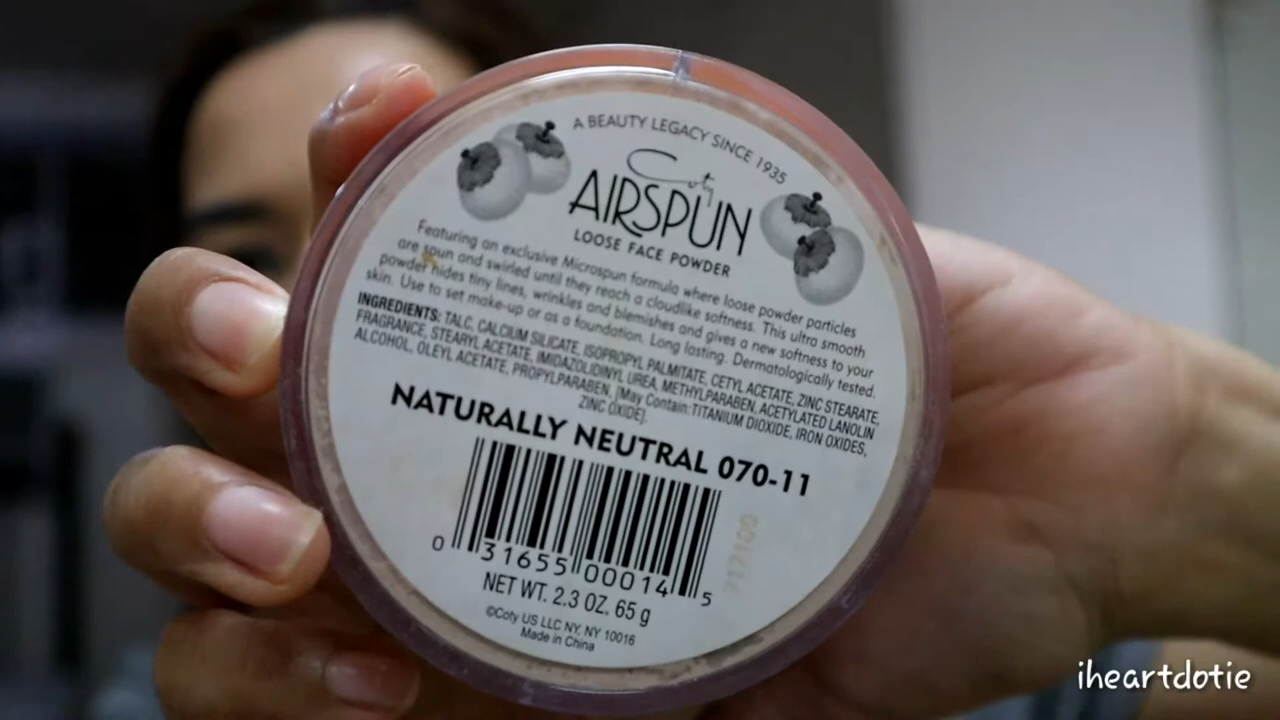 A BEAUTY LEGACY SINCE 1935
Coty
AIRSPUN
LOOSE FACE POWDER
Featuring an exclusive Microspun formula where loose powder particles
are spun and swirled until they reach a cloudlike softness. This ultra smooth
powder hides tiny lines, wrinkles and blemishes and gives a new softness to your
skin. Use to set make-up or as a foundation. Long lasting. Dermatologically tested.
INGREDIENTS: TALC, CALCIUM SILICATE, ISOPROPYL PALMITATE, CETYL ACETATE, ZINC STEARATE,
FRAGRANCE, STEARYL ACETATE, IMIDAZOLIDINYL UREA, METHYLPARABEN, ACETYLATED LANOLIN
ALCOHOL, OLEYL ACETATE, PROPYLPARABEN, [May Contain:TITANIUM DIOXIDE, IRON OXIDES,
ZINC OXIDE].
NATURALLY NEUTRAL 070-11
0 31655 00014 5
717100
NET WT. 2.3 OZ. 65 g
©Coty US LLC NY, NY 10016
Made in China
iheartdotie